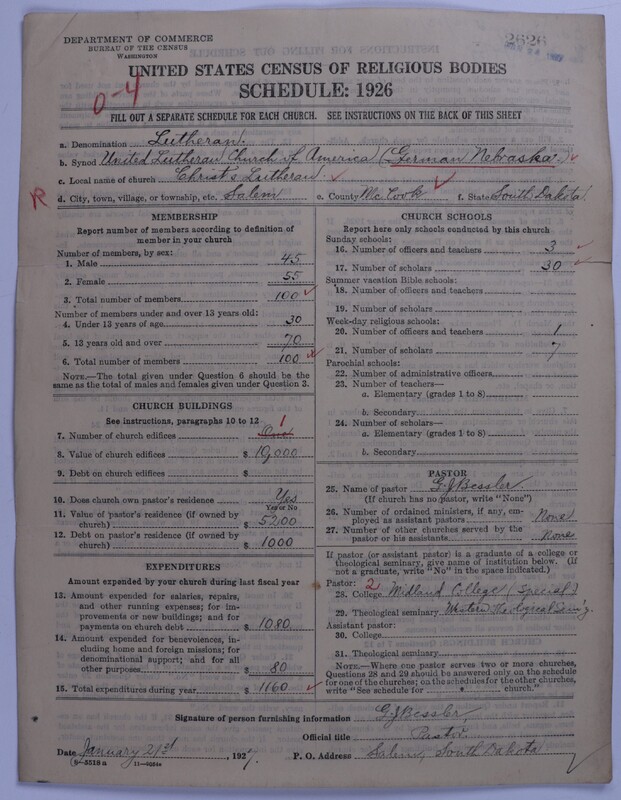 DEPARTMENT OF COMMERCE
BUREAU OF THE CENSUS
WASHINGTON
2626
UNITED STATES CENSUS OF RELIGIOUS BODIES
SCHEDULE: 1926
0-4
FILL OUT A SEPARATE SCHEDULE FOR EACH CHURCH. SEE INSTRUCTIONS ON THE BACK OF THIS SHEET
a. Denomination Lutheran.
b. Synod United Lutheran Church of America (German Nebraska.)
c. Local name of church Christ's Lutheran.
R
d. City, town, village, or township, etc. Salem e. County McCook f. State South Dakota
MEMBERSHIP
Report number of members according to definition of
member in your church
Number of members, by sex:
1. Male 45
2. Female 55
3. Total number of members 100
Number of members under and over 13 years old:
4. Under 13 years of age 30
5. 13 years old and over 70
6. Total number of members 100
NOTE.—The total given under Question 6 should be the
same as the total of males and females given under Question 3.
CHURCH BUILDINGS
See instructions, paragraphs 10 to 12
7. Number of church edifices One 1
8. Value of church edifices $ 10,000
9. Debt on church edifices $
10. Does church own pastor's residence Yes
Yes or No
11. Value of pastor's residence (if owned by
church) $ 5200
12. Debt on pastor's residence (if owned by
church) $ 1000
EXPENDITURES
Amount expended by your church during last fiscal year
13. Amount expended for salaries, repairs,
and other running expenses; for im-
provements or new buildings; and for
payments on church debt $ 1080
14. Amount expended for benevolences, in-
cluding home and foreign missions; for
denominational support; and for all
other purposes $ 80
15. Total expenditures during year $ 1160
CHURCH SCHOOLS
Report here only schools conducted by this church
Sunday schools:
16. Number of officers and teachers 3
17. Number of scholars 30
Summer vacation Bible schools:
18. Number of officers and teachers
19. Number of scholars
Week-day religious schools:
20. Number of officers and teachers 1
21. Number of scholars 7
Parochial schools:
22. Number of administrative officers
23. Number of teachers—
a. Elementary (grades 1 to 8)
b. Secondary
24. Number of scholars—
a. Elementary (grades 1 to 8)
b. Secondary
PASTOR
25. Name of pastor G.J. Bessler
(If church has no pastor, write "None")
26. Number of ordained ministers, if any, em-
ployed as assistant pastors None
27. Number of other churches served by the
pastor or his assistants None
If pastor (or assistant pastor) is a graduate of a college or
theological seminary, give name of institution below. (If
not a graduate, write "No" in the space indicated.)
Pastor: 2
28. College Midland College (Special)
29. Theological seminary Western Theological Sem'y.
Assistant pastor:
30. College
31. Theological seminary
NOTE.—Where one pastor serves two or more churches,
Questions 28 and 29 should be answered only on the schedule
for one of the churches; on the schedules for the other churches,
write "See schedule for church."
Signature of person furnishing information G.J. Bessler,
Official title Pastor.
Date January 21st, 1927. P. O. Address Salem, South Dakota
(8-5518 a 11-9264a